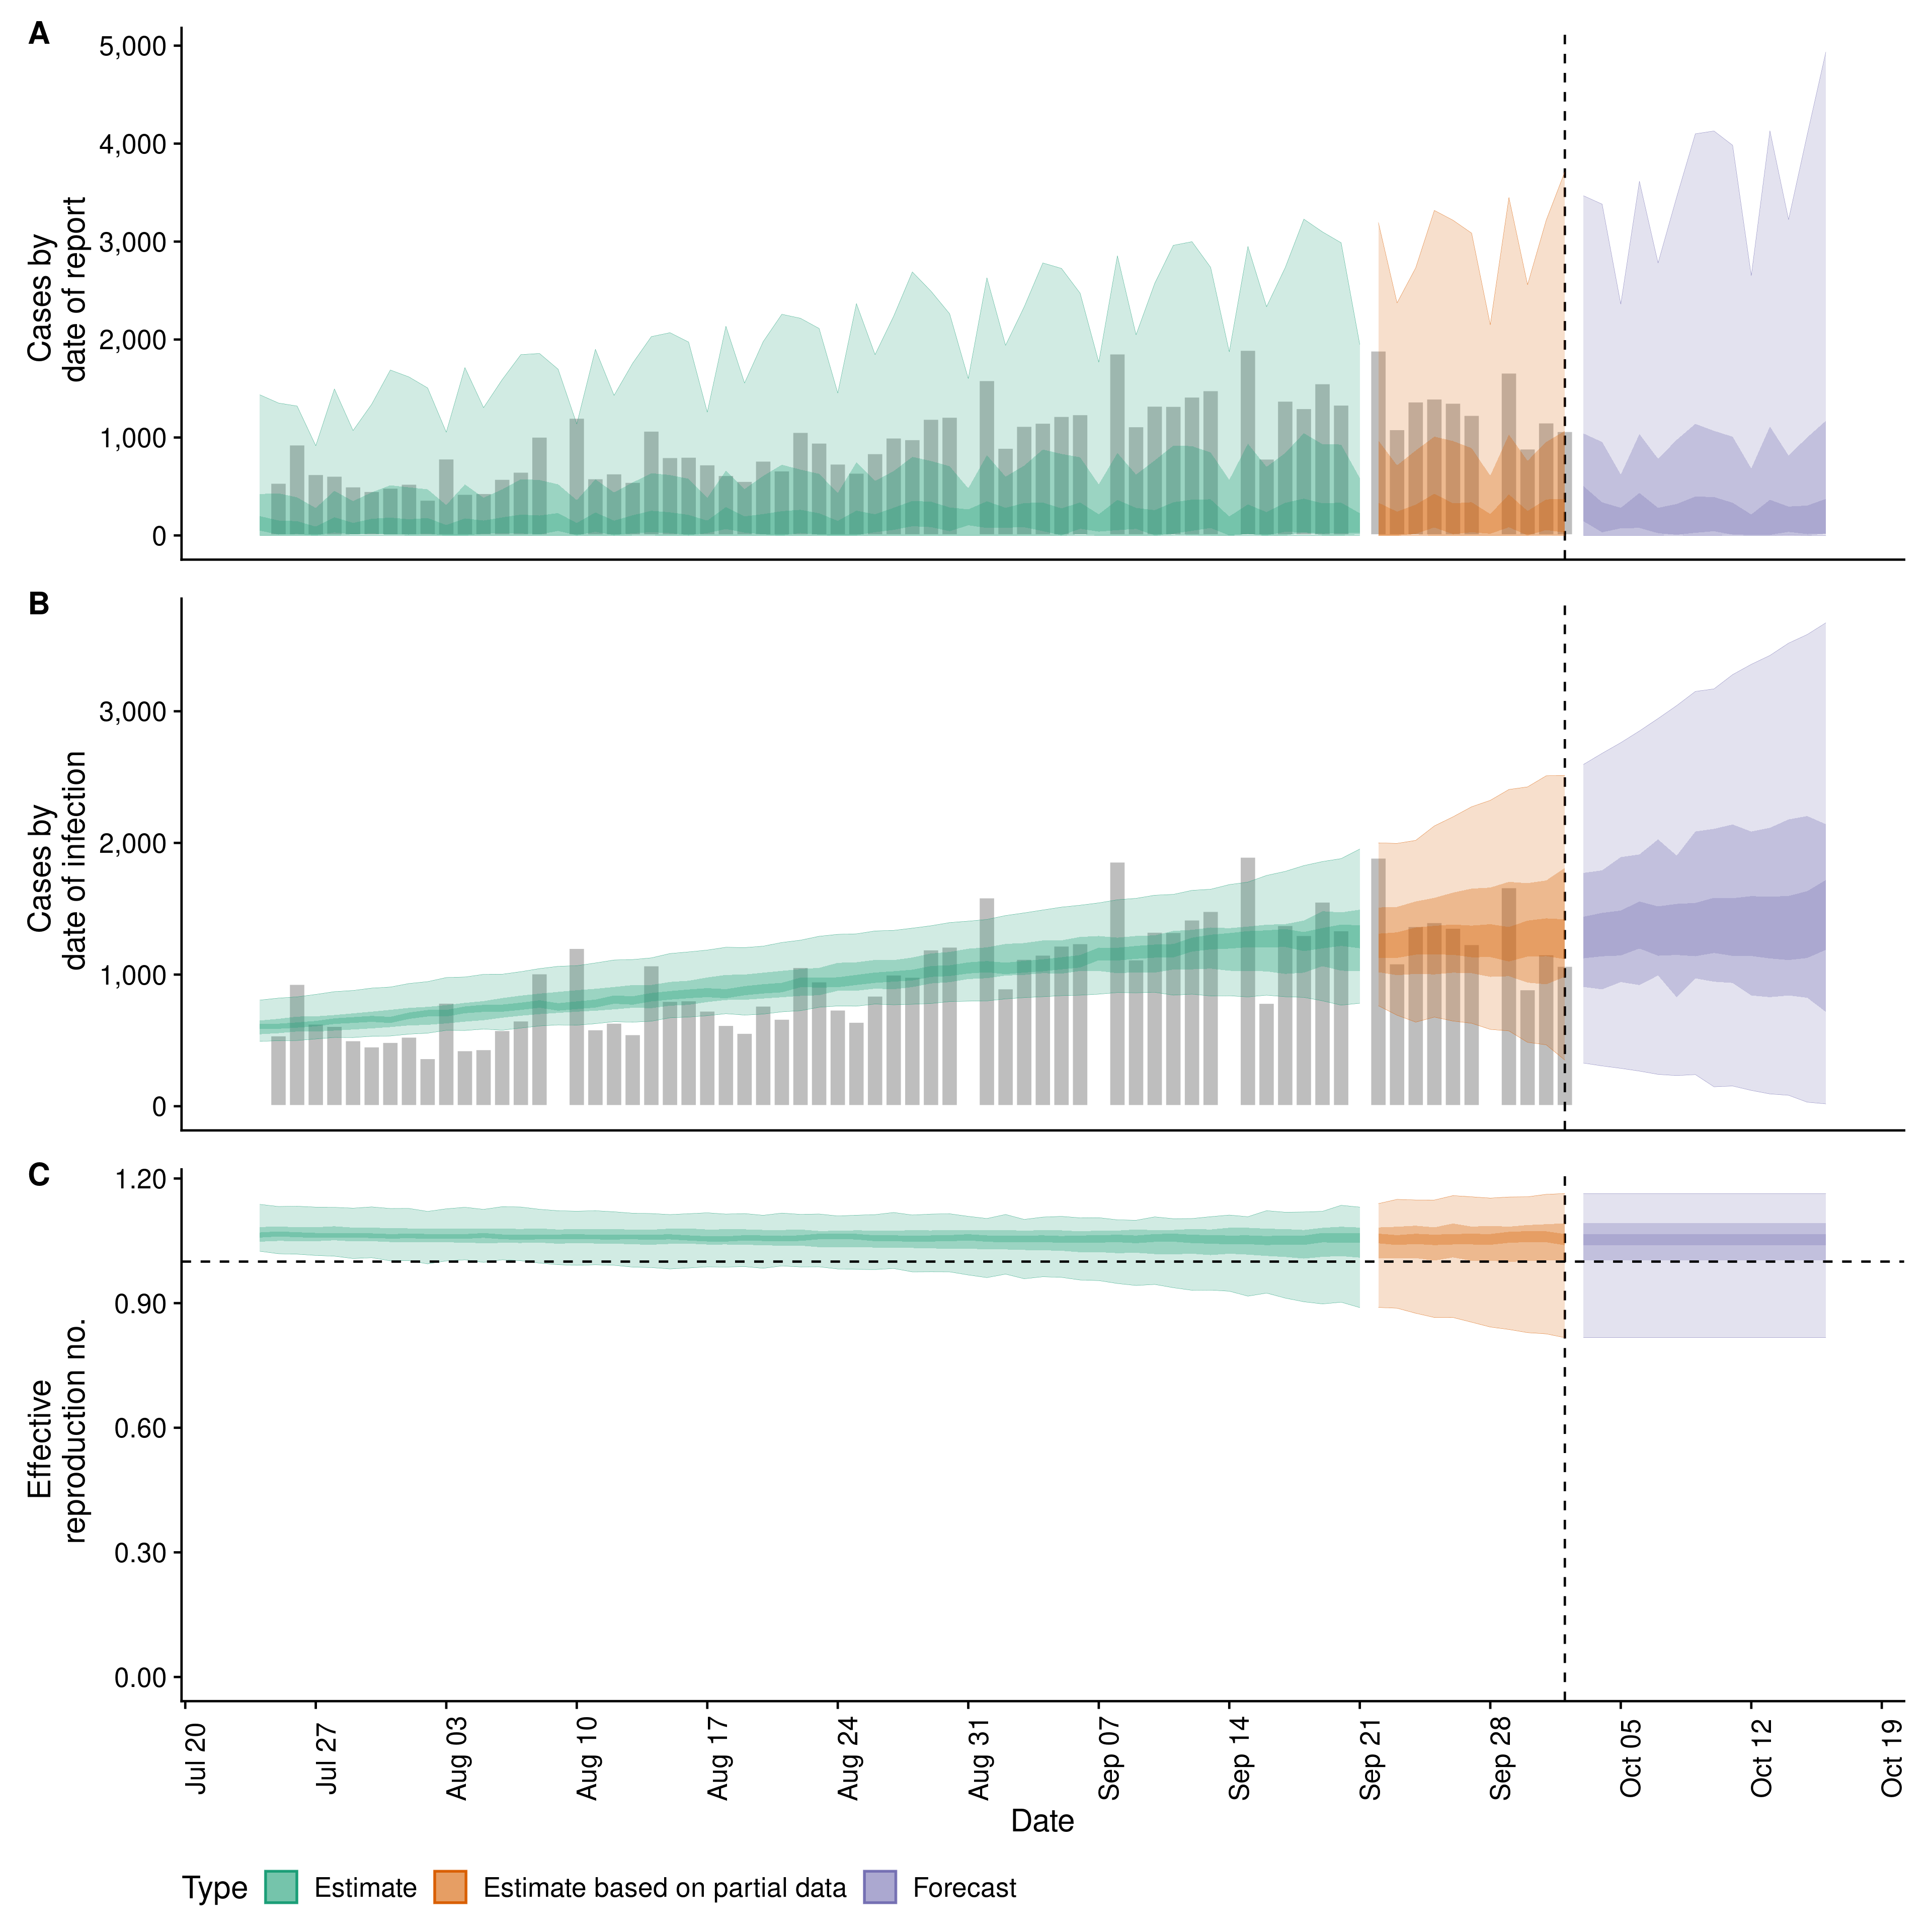 A
5,000
4,000
3,000
2,000
1,000
0
Cases by
date of report
B
3,000
2,000
1,000
0
Cases by
date of infection
C
1.20
0.90
0.60
0.30
0.00
Effective
reproduction no.
Jul 20
Jul 27
Aug 03
Aug 10
Aug 17
Aug 24
Aug 31
Sep 07
Sep 14
Sep 21
Sep 28
Oct 05
Oct 12
Oct 19
Date
Type Estimate Estimate based on partial data Forecast